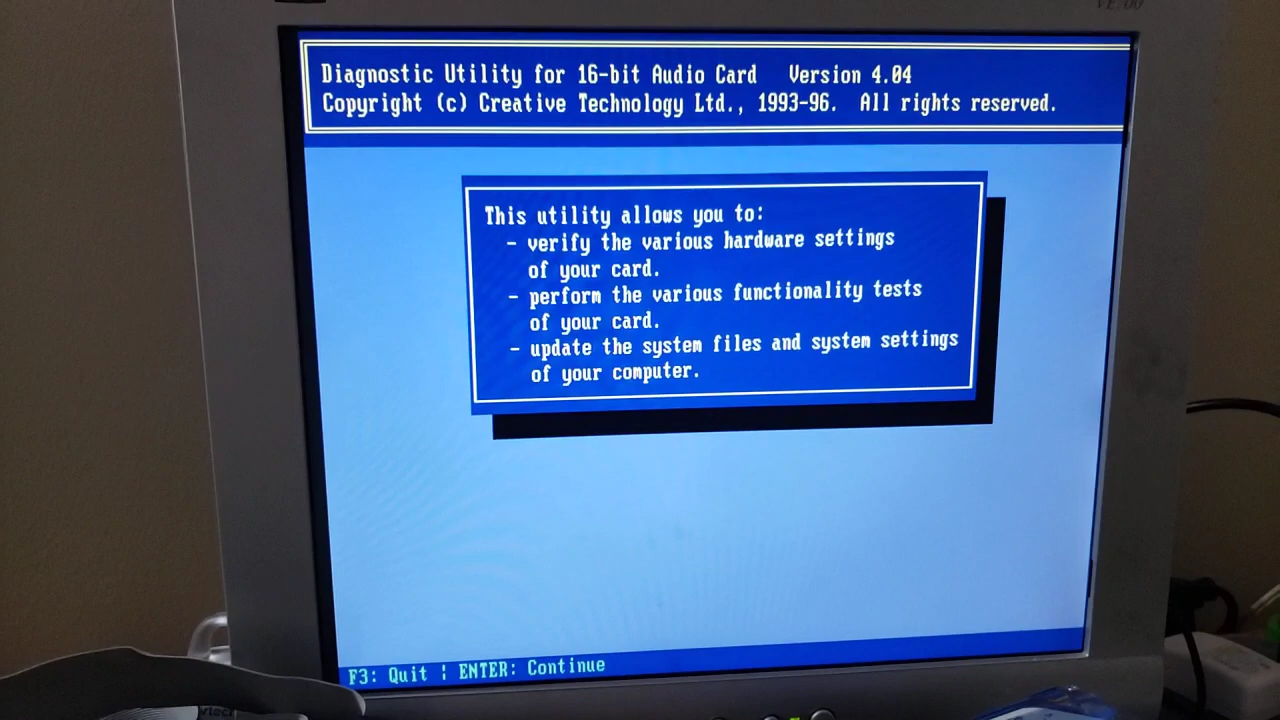 VE.00
Diagnostic Utility for 16-bit Audio Card   Version 4.04
Copyright (c) Creative Technology Ltd., 1993-96.  All rights reserved.
This utility allows you to:
- verify the various hardware settings
of your card.
- perform the various functionality tests
of your card.
- update the system files and system settings
of your computer.
F3: Quit ¦ ENTER: Continue